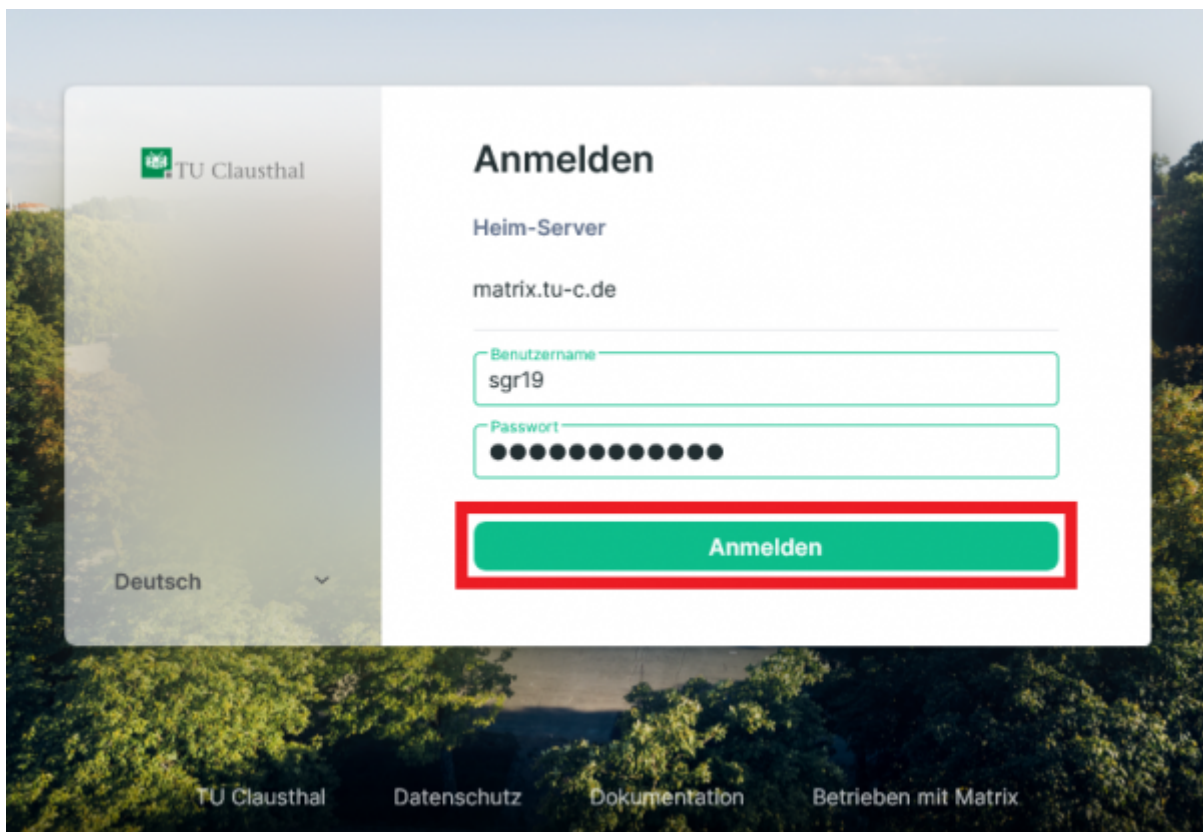 TU Clausthal
Anmelden
Heim-Server
matrix.tu-c.de
Benutzername
sgr19
Passwort
●●●●●●●●●●●●
Anmelden
Deutsch
TU Clausthal Datenschutz Dokumentation Betrieben mit Matrix